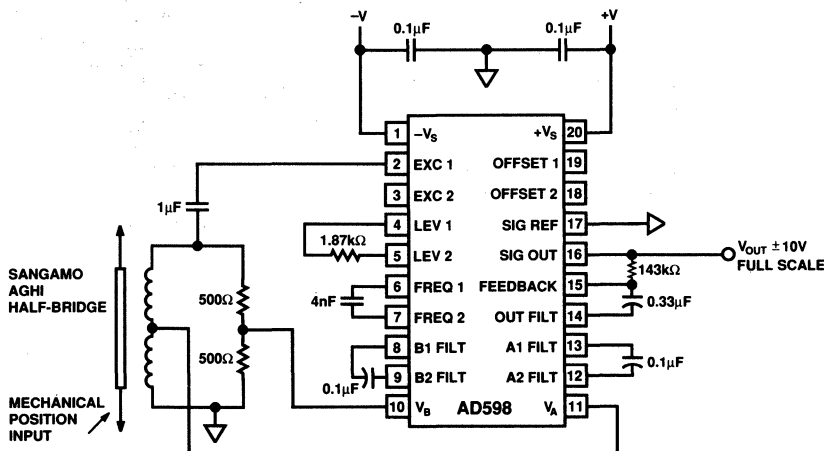 –V
+V
0.1µF
0.1µF
1 –VS
+VS 20
2 EXC 1
OFFSET 1 19
3 EXC 2
OFFSET 2 18
1µF
4 LEV 1
SIG REF 17
1.87kΩ
5 LEV 2
SIG OUT 16
VOUT ±10V
FULL SCALE
143kΩ
SANGAMO
AGHI
HALF-BRIDGE
6 FREQ 1
FEEDBACK 15
500Ω
4nF
0.33µF
7 FREQ 2
OUT FILT 14
500Ω
8 B1 FILT
A1 FILT 13
0.1µF
0.1µF
9 B2 FILT
A2 FILT 12
MECHANICAL
POSITION
INPUT
10 VB
AD598
VA 11